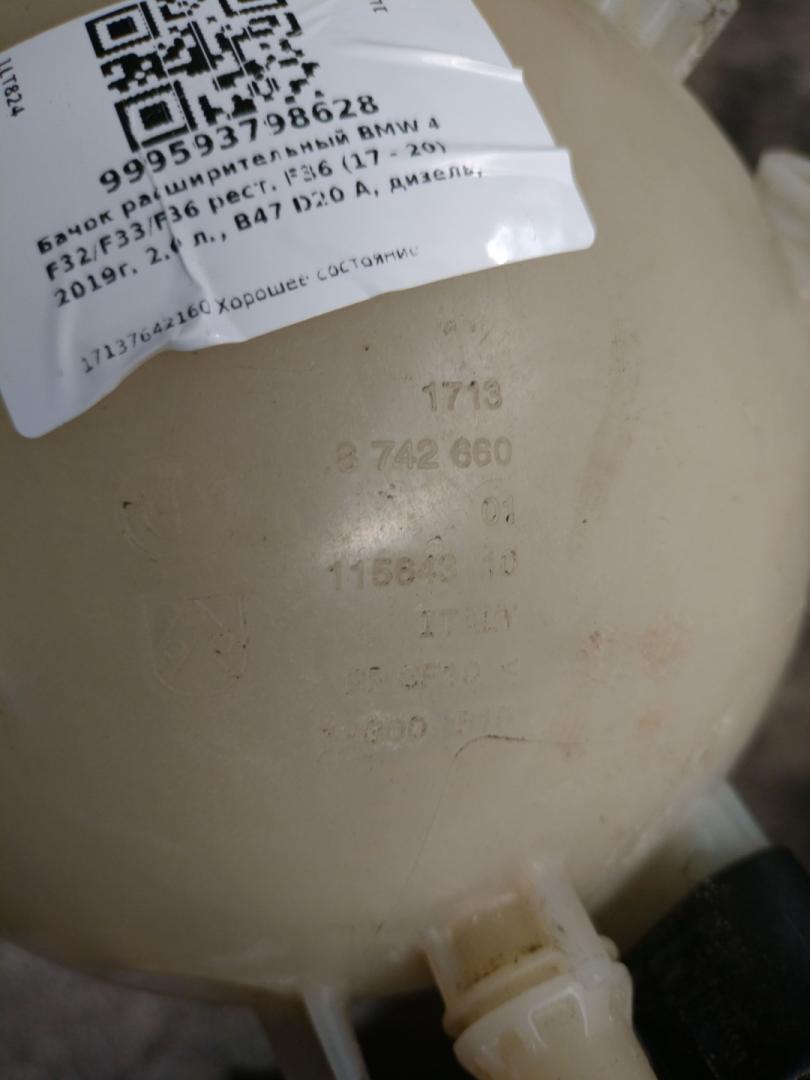 1LT824
999593798628
Бачок расширительный BMW 4
F32/F33/F36 рест. F36 (17 - 20)
2019г. 2.0 л., B47 D20 A, дизель,
17137642160 Хорошее состояние
1713
8 742 660
01
115643 10
ITALY